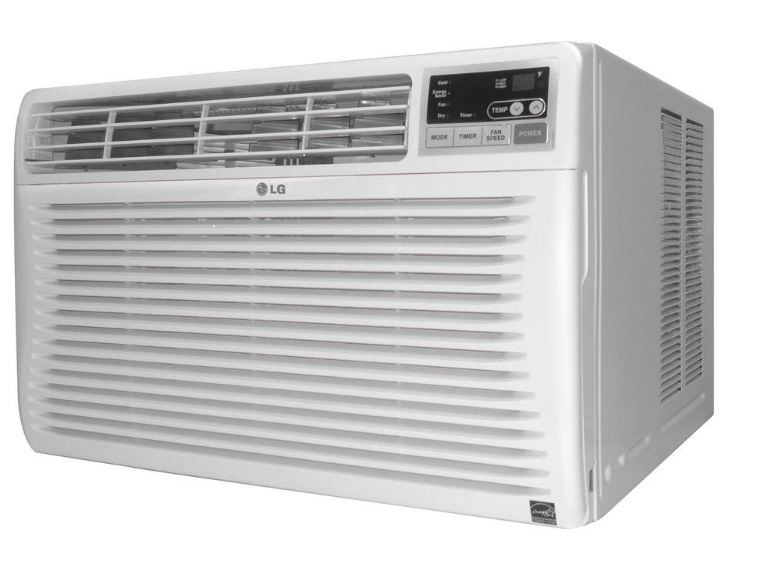 Cool
Energy
Saver
Fan
Dry Timer
°F
TEMP
MODE TIMER FAN SPEED POWER
LG